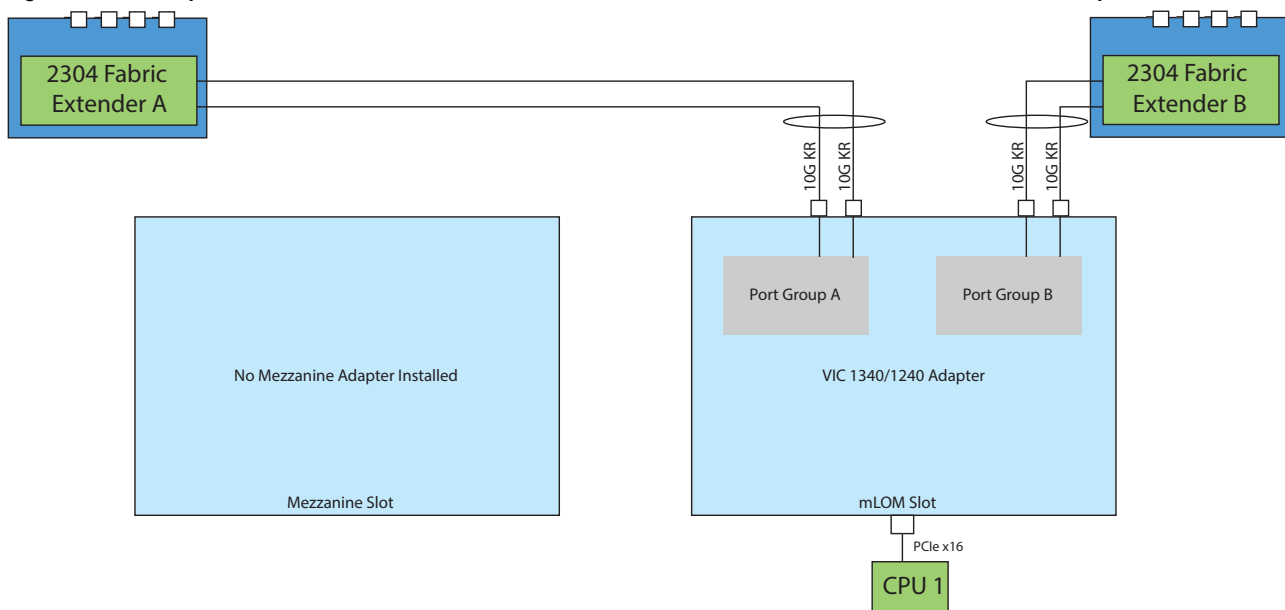 2304 Fabric
Extender A
2304 Fabric
Extender B
10G KR
10G KR
10G KR
10G KR
Port Group A
Port Group B
No Mezzanine Adapter Installed
VIC 1340/1240 Adapter
Mezzanine Slot
mLOM Slot
PCIe x16
CPU 1